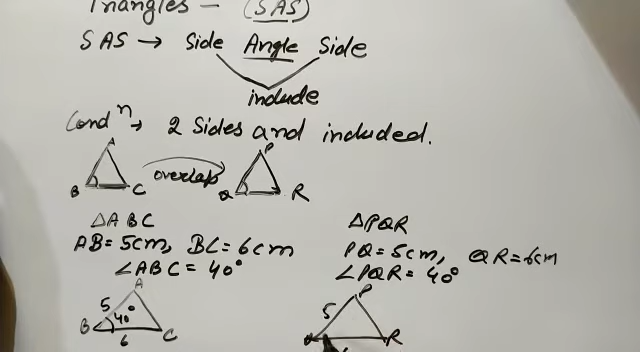 Triangles - (SAS)
SAS → Side Angle Side
include
Condn → 2 Sides and included.
A P
B C overlap Q R
△ABC △PQR
AB = 5cm, BC = 6cm PQ = 5cm, QR = 6cm
∠ABC = 40° ∠PQR = 40°
A P
5 40° 5
B 6 C Q R